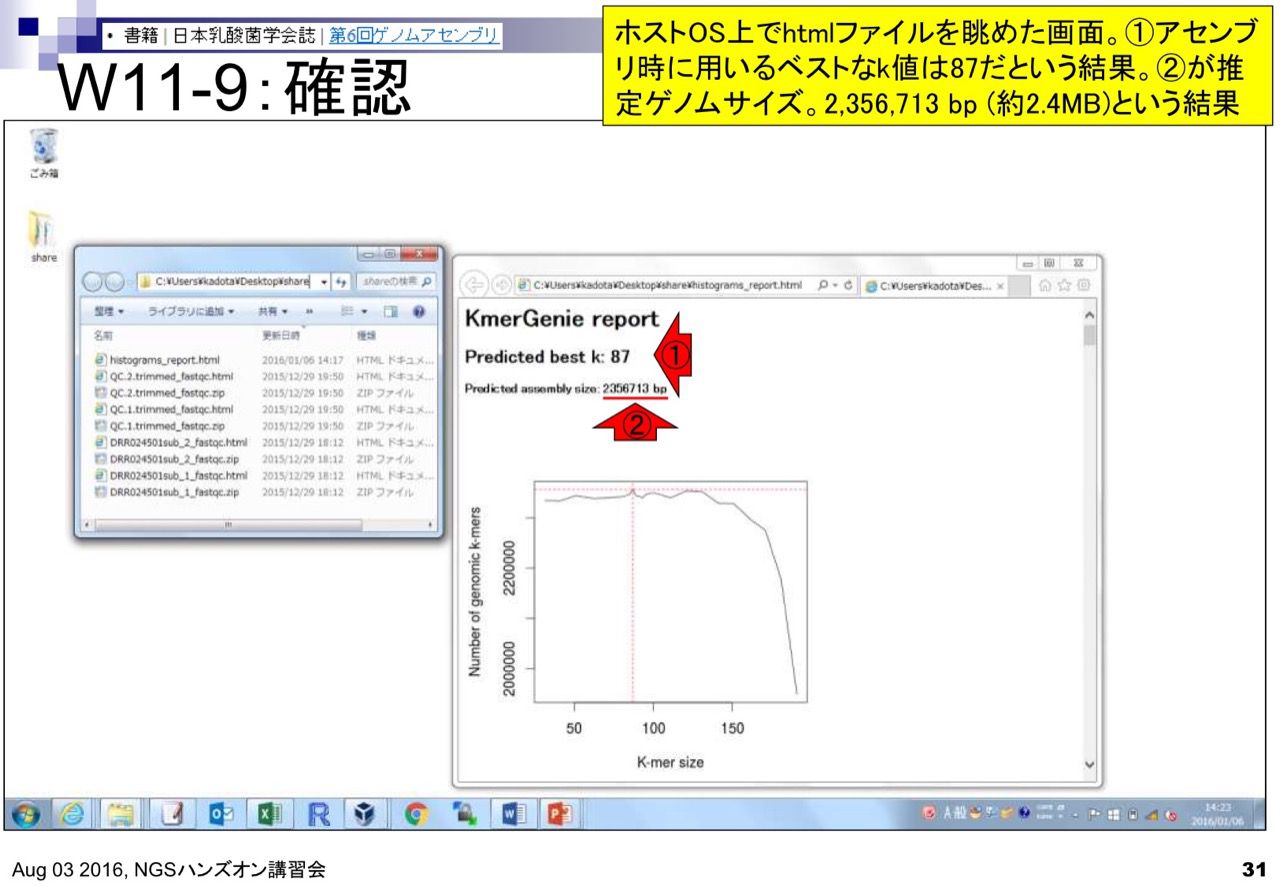 ・ 書籍 | 日本乳酸菌学会誌 | 第6回ゲノムアセンブリ
W11-9：確認
ホストOS上でhtmlファイルを眺めた画面。①アセンブ
リ時に用いるベストなk値は87だという結果。②が推
定ゲノムサイズ。2,356,713 bp (約2.4MB)という結果
ごみ箱
share
C:¥Users¥kadota¥Desktop¥share
shareの検索
整理 ライブラリに追加 共有 »
名前 更新日時 種類
histograms_report.html 2016/01/06 14:17 HTML ドキュメ...
QC.2.trimmed_fastqc.html 2015/12/29 19:50 HTML ドキュメ...
QC.2.trimmed_fastqc.zip 2015/12/29 19:50 ZIP ファイル
QC.1.trimmed_fastqc.html 2015/12/29 19:50 HTML ドキュメ...
QC.1.trimmed_fastqc.zip 2015/12/29 19:50 ZIP ファイル
DRR024501sub_2_fastqc.html 2015/12/29 18:12 HTML ドキュメ...
DRR024501sub_2_fastqc.zip 2015/12/29 18:12 ZIP ファイル
DRR024501sub_1_fastqc.html 2015/12/29 18:12 HTML ドキュメ...
DRR024501sub_1_fastqc.zip 2015/12/29 18:12 ZIP ファイル
C:¥Users¥kadota¥Desktop¥share¥histograms_report.html
C:¥Users¥kadota¥Des...
KmerGenie report
Predicted best k: 87
①
Predicted assembly size: 2356713 bp
②
Number of genomic k-mers
2200000
2000000
50 100 150
K-mer size
A 般
14:23
2016/01/06
Aug 03 2016, NGSハンズオン講習会
31